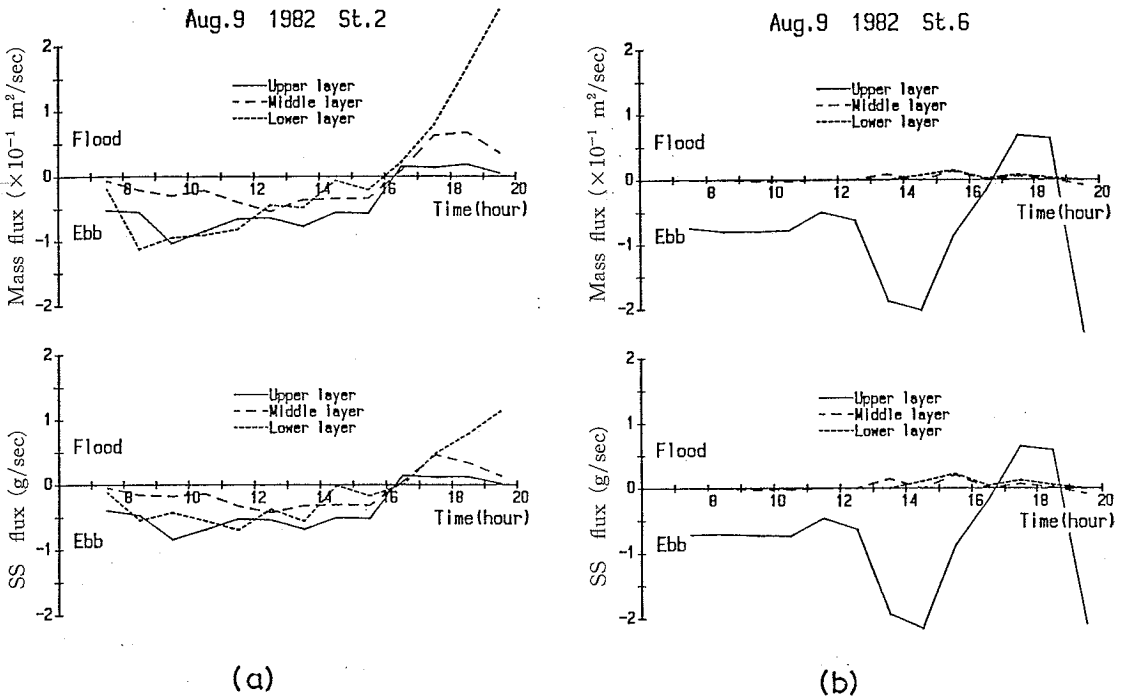 Aug.9 1982 St.2
Mass flux (×10⁻¹ m²/sec)
2
1
0
-1
-2
Upper layer
Middle layer
Lower layer
Flood
Ebb
8 10 12 14 16 18 20
Time(hour)
SS flux (g/sec)
2
1
0
-1
-2
Upper layer
Middle layer
Lower layer
Flood
Ebb
8 10 12 14 16 18 20
Time(hour)
(a)
Aug.9 1982 St.6
Mass flux (×10⁻¹ m²/sec)
2
1
0
-1
-2
Upper layer
Middle layer
Lower layer
Flood
Ebb
8 10 12 14 16 18 20
Time(hour)
SS flux (g/sec)
2
1
0
-1
-2
Upper layer
Middle layer
Lower layer
Flood
Ebb
8 10 12 14 16 18 20
Time(hour)
(b)